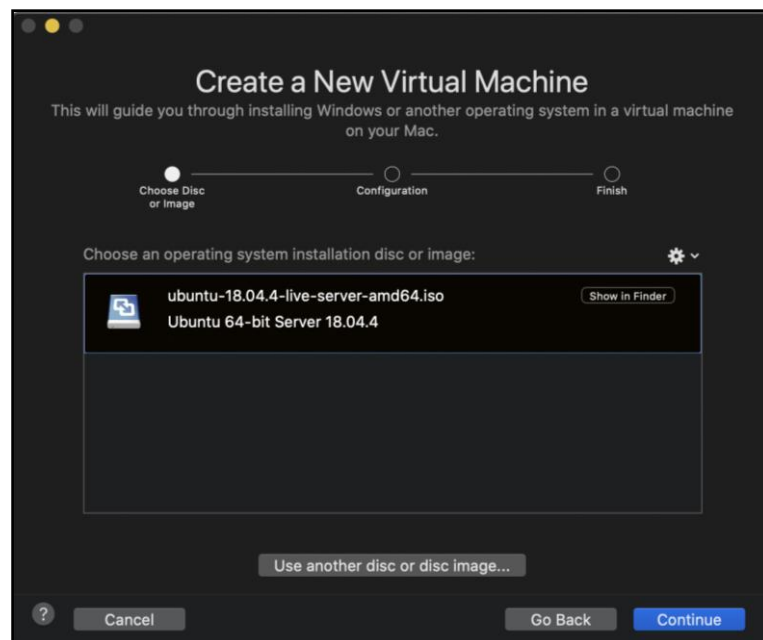 Create a New Virtual Machine
This will guide you through installing Windows or another operating system in a virtual machine
on your Mac.
Choose Disc
or Image
Configuration
Finish
Choose an operating system installation disc or image:
ubuntu-18.04.4-live-server-amd64.iso
Show in Finder
Ubuntu 64-bit Server 18.04.4
Use another disc or disc image...
? Cancel Go Back Continue